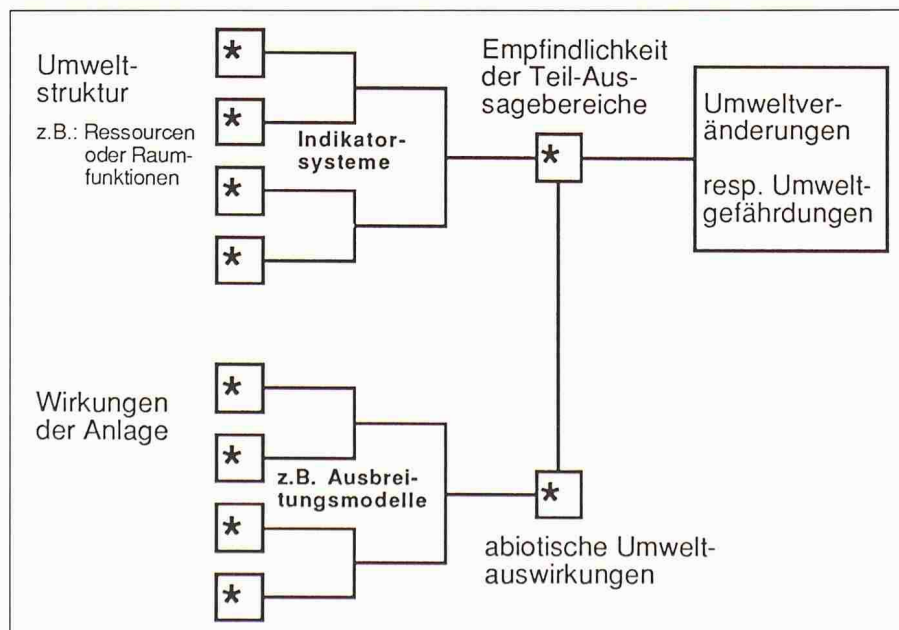 Umwelt-
struktur
z.B.: Ressourcen
oder Raum-
funktionen
*
*
*
*
Indikator-
systeme
Empfindlichkeit
der Teil-Aus-
sagebereiche
*
Umweltver-
änderungen
resp. Umwelt-
gefährdungen
Wirkungen
der Anlage
*
*
*
*
z.B. Ausbrei-
tungsmodelle
*
abiotische Umwelt-
auswirkungen